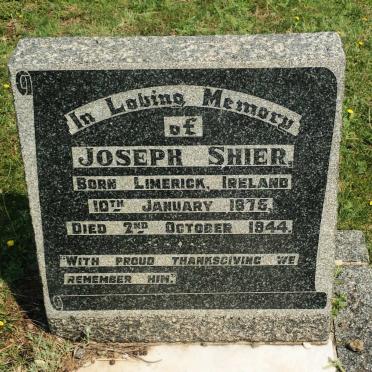 In Loving Memory
of
JOSEPH SHIER,
BORN LIMERICK, IRELAND
10TH JANUARY 1875,
DIED 2ND OCTOBER 1944.
"WITH PROUD THANKSGIVING WE
REMEMBER HIM."